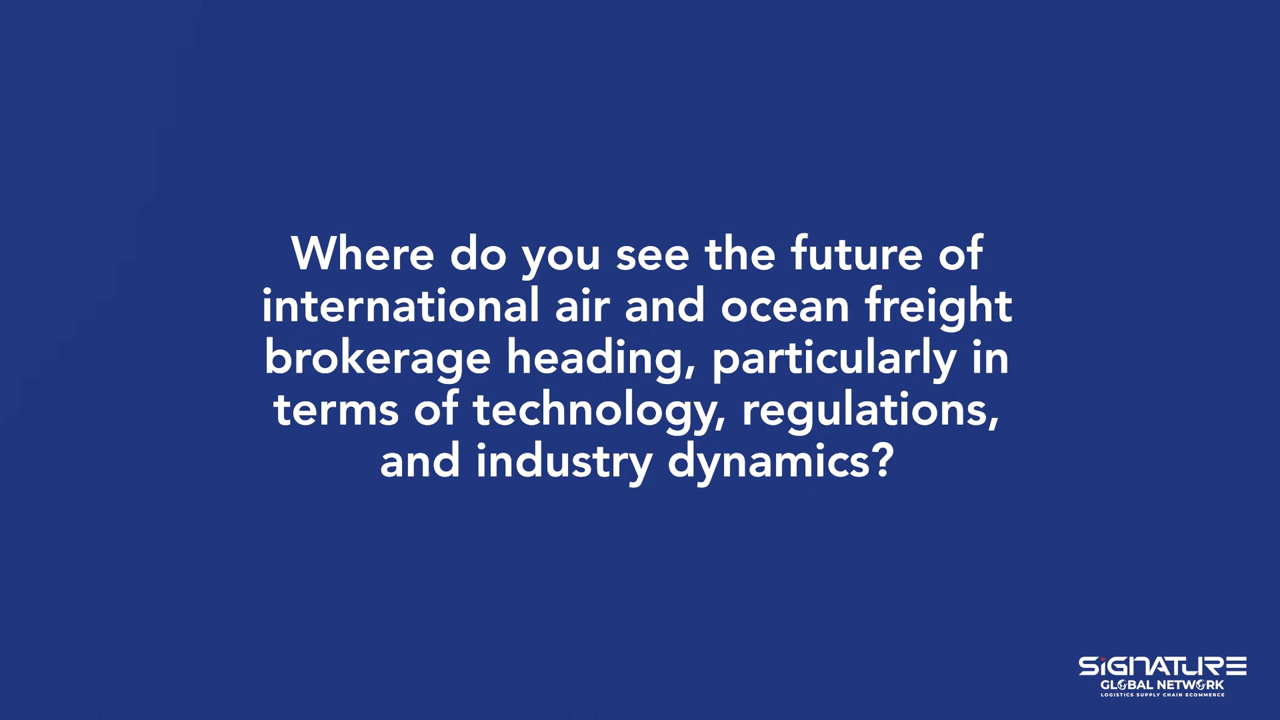 Where do you see the future of
international air and ocean freight
brokerage heading, particularly in
terms of technology, regulations,
and industry dynamics?
SIGNATURE
GLOBAL NETWORK
LOGISTICS SUPPLY CHAIN ECOMMERCE